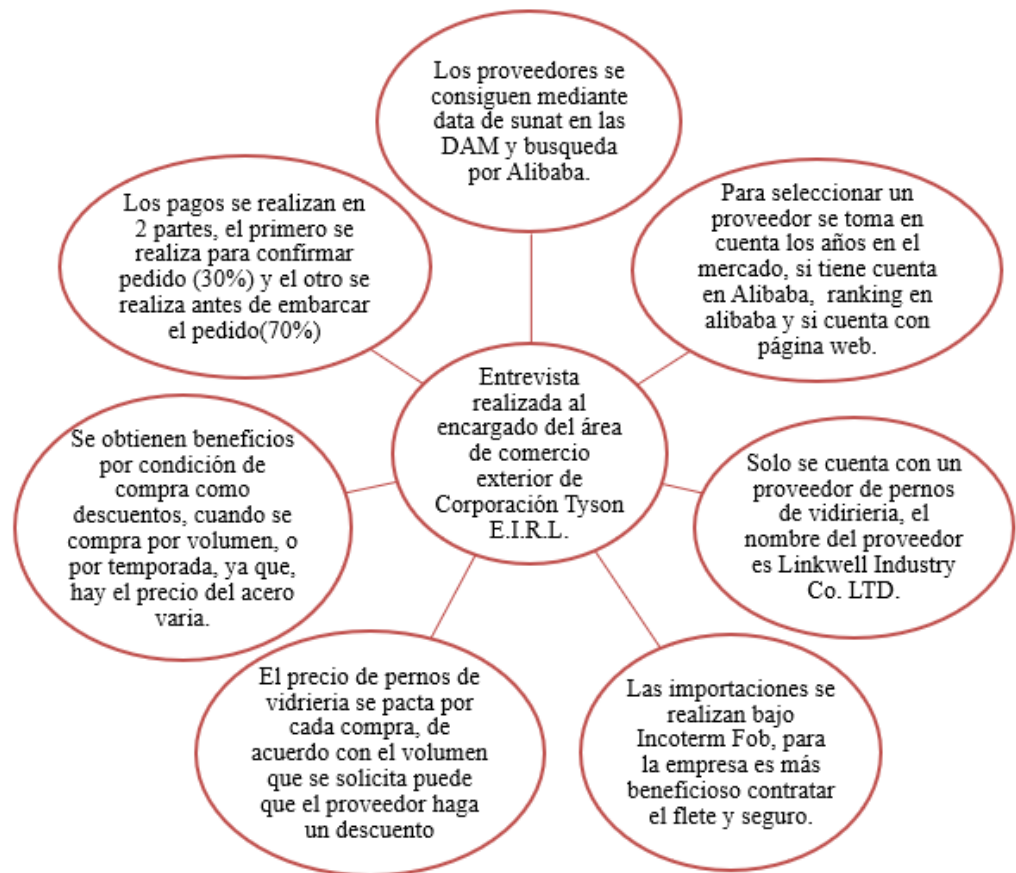 Los proveedores se
consiguen mediante
data de sunat en las
DAM y busqueda
por Alibaba.
Para seleccionar un
proveedor se toma en
cuenta los años en el
mercado, si tiene cuenta
en Alibaba, ranking en
alibaba y si cuenta con
página web.
Solo se cuenta con un
proveedor de pernos
de vidirieria, el
nombre del proveedor
es Linkwell Industry
Co. LTD.
Las importaciones se
realizan bajo
Incoterm Fob, para
la empresa es más
beneficioso contratar
el flete y seguro.
El precio de pernos de
vidrieria se pacta por
cada compra, de
acuerdo con el volumen
que se solicita puede
que el proveedor haga
un descuento
Se obtienen beneficios
por condición de
compra como
descuentos, cuando se
compra por volumen, o
por temporada, ya que,
hay el precio del acero
varia.
Los pagos se realizan en
2 partes, el primero se
realiza para confirmar
pedido (30%) y el otro se
realiza antes de embarcar
el pedido(70%)
Entrevista
realizada al
encargado del área
de comercio
exterior de
Corporación Tyson
E.I.R.L.